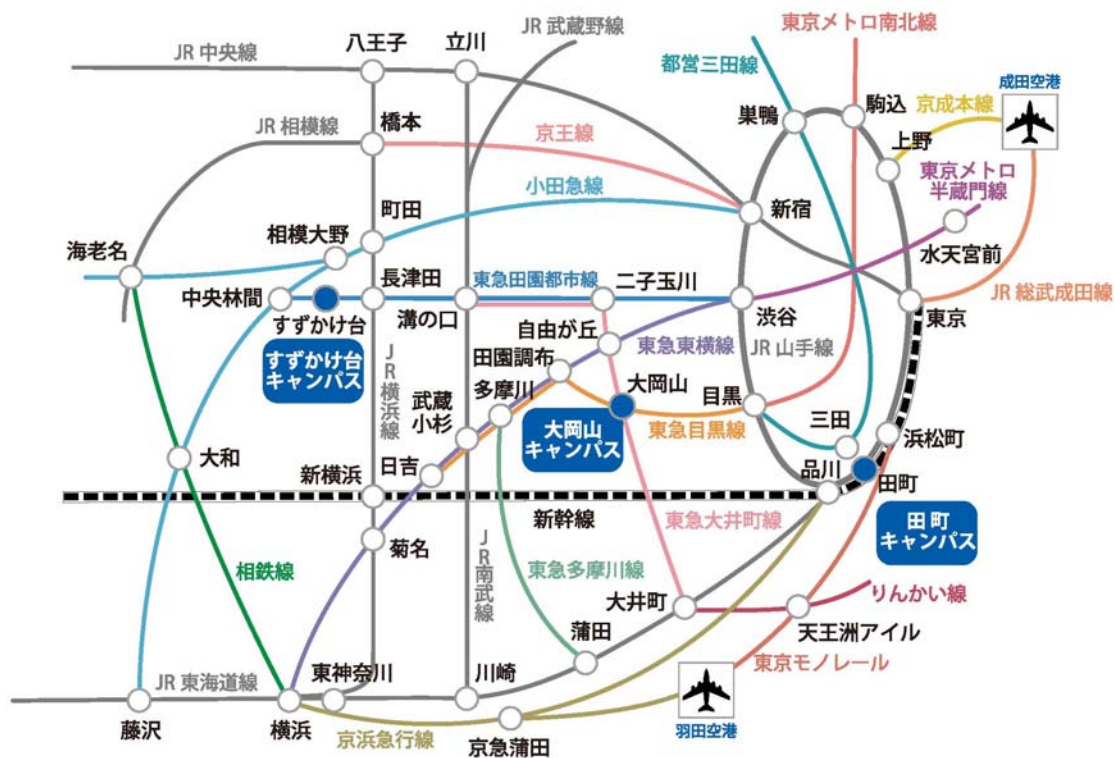 東京メトロ南北線
JR 武蔵野線
八王子
立川
JR 中央線
都営三田線
成田空港
駒込
京成本線
巣鴨
上野
JR 相模線
橋本
京王線
東京メトロ
半蔵門線
小田急線
町田
新宿
相模大野
水天宮前
海老名
長津田
東急田園都市線
二子玉川
JR 総武成田線
中央林間
すずかけ台
溝の口
渋谷
東京
自由が丘
東急東横線
JR 山手線
すずかけ台
キャンパス
田園調布
JR横浜線
多摩川
大岡山
目黒
武蔵
小杉
大岡山
キャンパス
東急目黒線
三田
浜松町
大和
日吉
新横浜
品川
田町
新幹線
東急大井町線
田町
キャンパス
菊名
JR南武線
相鉄線
東急多摩川線
りんかい線
大井町
天王洲アイル
蒲田
東京モノレール
東神奈川
川崎
JR 東海道線
藤沢
横浜
京浜急行線
京急蒲田
羽田空港